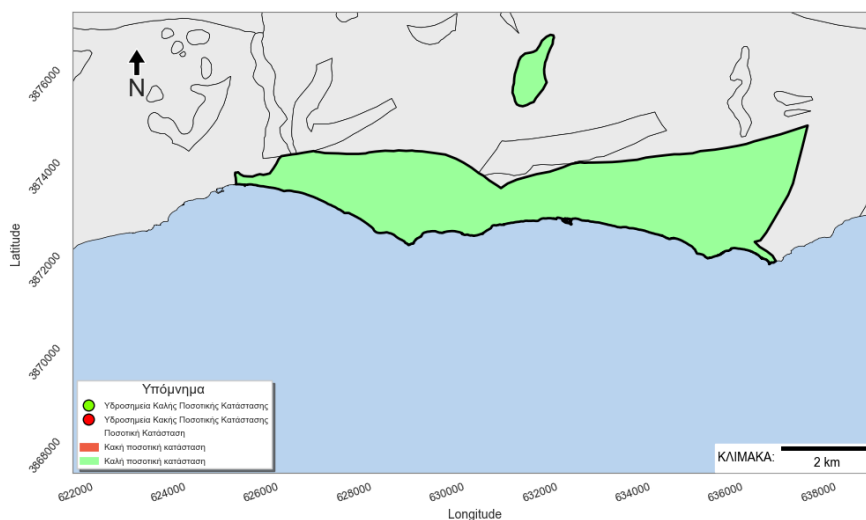 N
3876000
3874000
3872000
3870000
3868000
Latitude
Υπόμνημα
Υδροσημεία Καλής Ποσοτικής Κατάστασης
Υδροσημεία Κακής Ποσοτικής Κατάστασης
Ποσοτική Κατάσταση
Κακή ποσοτική κατάσταση
Καλή ποσοτική κατάσταση
ΚΛΙΜΑΚΑ:
2 km
622000
624000
626000
628000
630000
632000
634000
636000
638000
Longitude